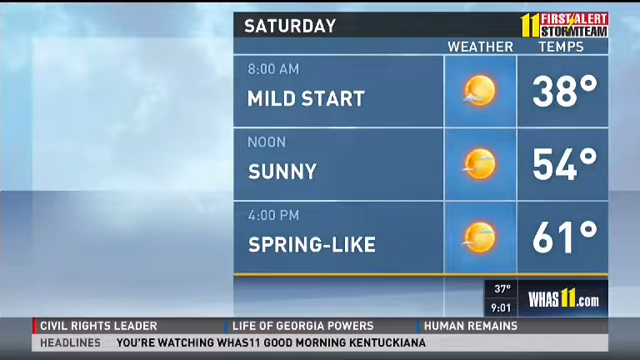 SATURDAY
11 FIRST ALERT
STORMTEAM
WEATHER TEMPS
8:00 AM
MILD START 38°
NOON
SUNNY 54°
4:00 PM
SPRING-LIKE 61°
37°
9:01 WHAS11.com
CIVIL RIGHTS LEADER LIFE OF GEORGIA POWERS HUMAN REMAINS
HEADLINES YOU'RE WATCHING WHAS11 GOOD MORNING KENTUCKIANA